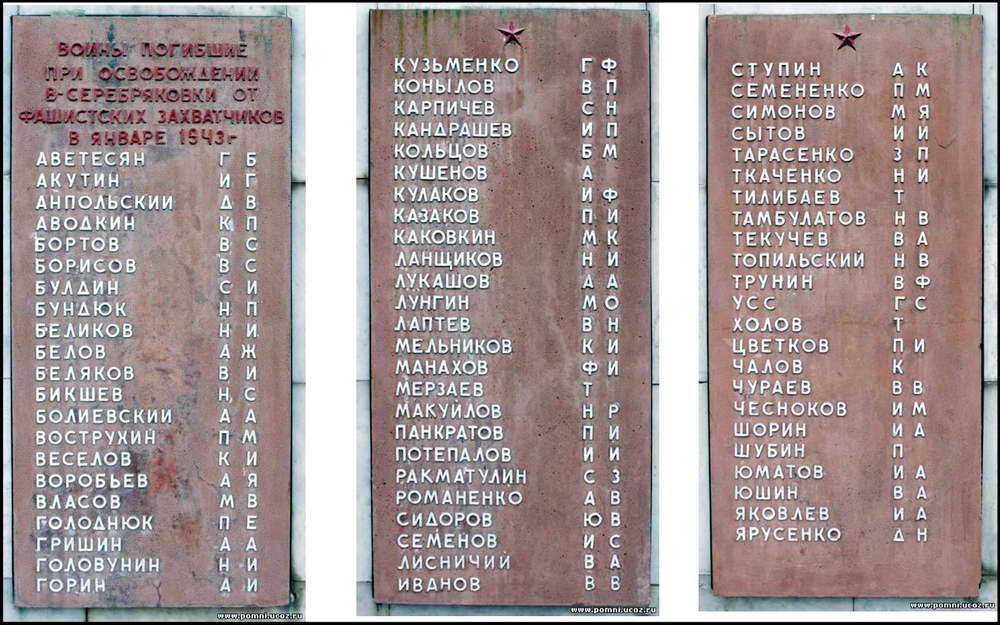 ВОИНЫ ПОГИБШИЕ
ПРИ ОСВОБОЖДЕНИИ
В-СЕРЕБРЯКОВКИ ОТ
ФАШИСТСКИХ ЗАХВАТЧИКОВ
В ЯНВАРЕ 1943г
АВЕТЕСЯН Г Б
АКУТИН И Г
АНПОЛЬСКИЙ Д В
АВОДКИН К П
БОРТОВ В С
БОРИСОВ В С
БУЛДИН С И
БУНДЮК Н П
БЕЛИКОВ Н И
БЕЛОВ А Ж
БЕЛЯКОВ В И
БИКШЕВ Н С
БОЛИЕВСКИЙ А А
ВОСТРУХИН П М
ВЕСЕЛОВ К И
ВОРОБЬЕВ А Я
ВЛАСОВ М В
ГОЛОДНЮК П Е
ГРИШИН А А
ГОЛОВУНИН Н И
ГОРИН А И
www.pomni.ucoz.ru
КУЗЬМЕНКО Г Ф
КОНЫЛОВ В П
КАРПИЧЕВ С Н
КАНДРАШЕВ И П
КОЛЬЦОВ Б М
КУШЕНОВ А
КУЛАКОВ И Ф
КАЗАКОВ П И
КАКОВКИН М К
ЛАНЩИКОВ Н И
ЛУКАШОВ А А
ЛУНГИН М О
ЛАПТЕВ В Н
МЕЛЬНИКОВ К И
МАНАХОВ Ф И
МЕРЗАЕВ Т
МАКУЙЛОВ Н Р
ПАНКРАТОВ П И
ПОТЕПАЛОВ И И
РАКМАТУЛИН С З
РОМАНЕНКО А В
СИДОРОВ Ю В
СЕМЕНОВ И С
ЛИСНИЧИЙ В А
ИВАНОВ В В
www.pomni.ucoz.ru
СТУПИН А К
СЕМЕНЕНКО П М
СИМОНОВ М Я
СЫТОВ И И
ТАРАСЕНКО З П
ТКАЧЕНКО Н И
ТИЛИБАЕВ Т
ТАМБУЛАТОВ Н В
ТЕКУЧЕВ В А
ТОПИЛЬСКИЙ Н В
ТРУНИН В Ф
УСС Г С
ХОЛОВ Т
ЦВЕТКОВ П И
ЧАЛОВ К
ЧУРАЕВ В В
ЧЕСНОКОВ И М
ШОРИН И А
ШУБИН П
ЮМАТОВ И А
ЮШИН В А
ЯКОВЛЕВ И А
ЯРУСЕНКО Д Н
www.pomni.ucoz.ru